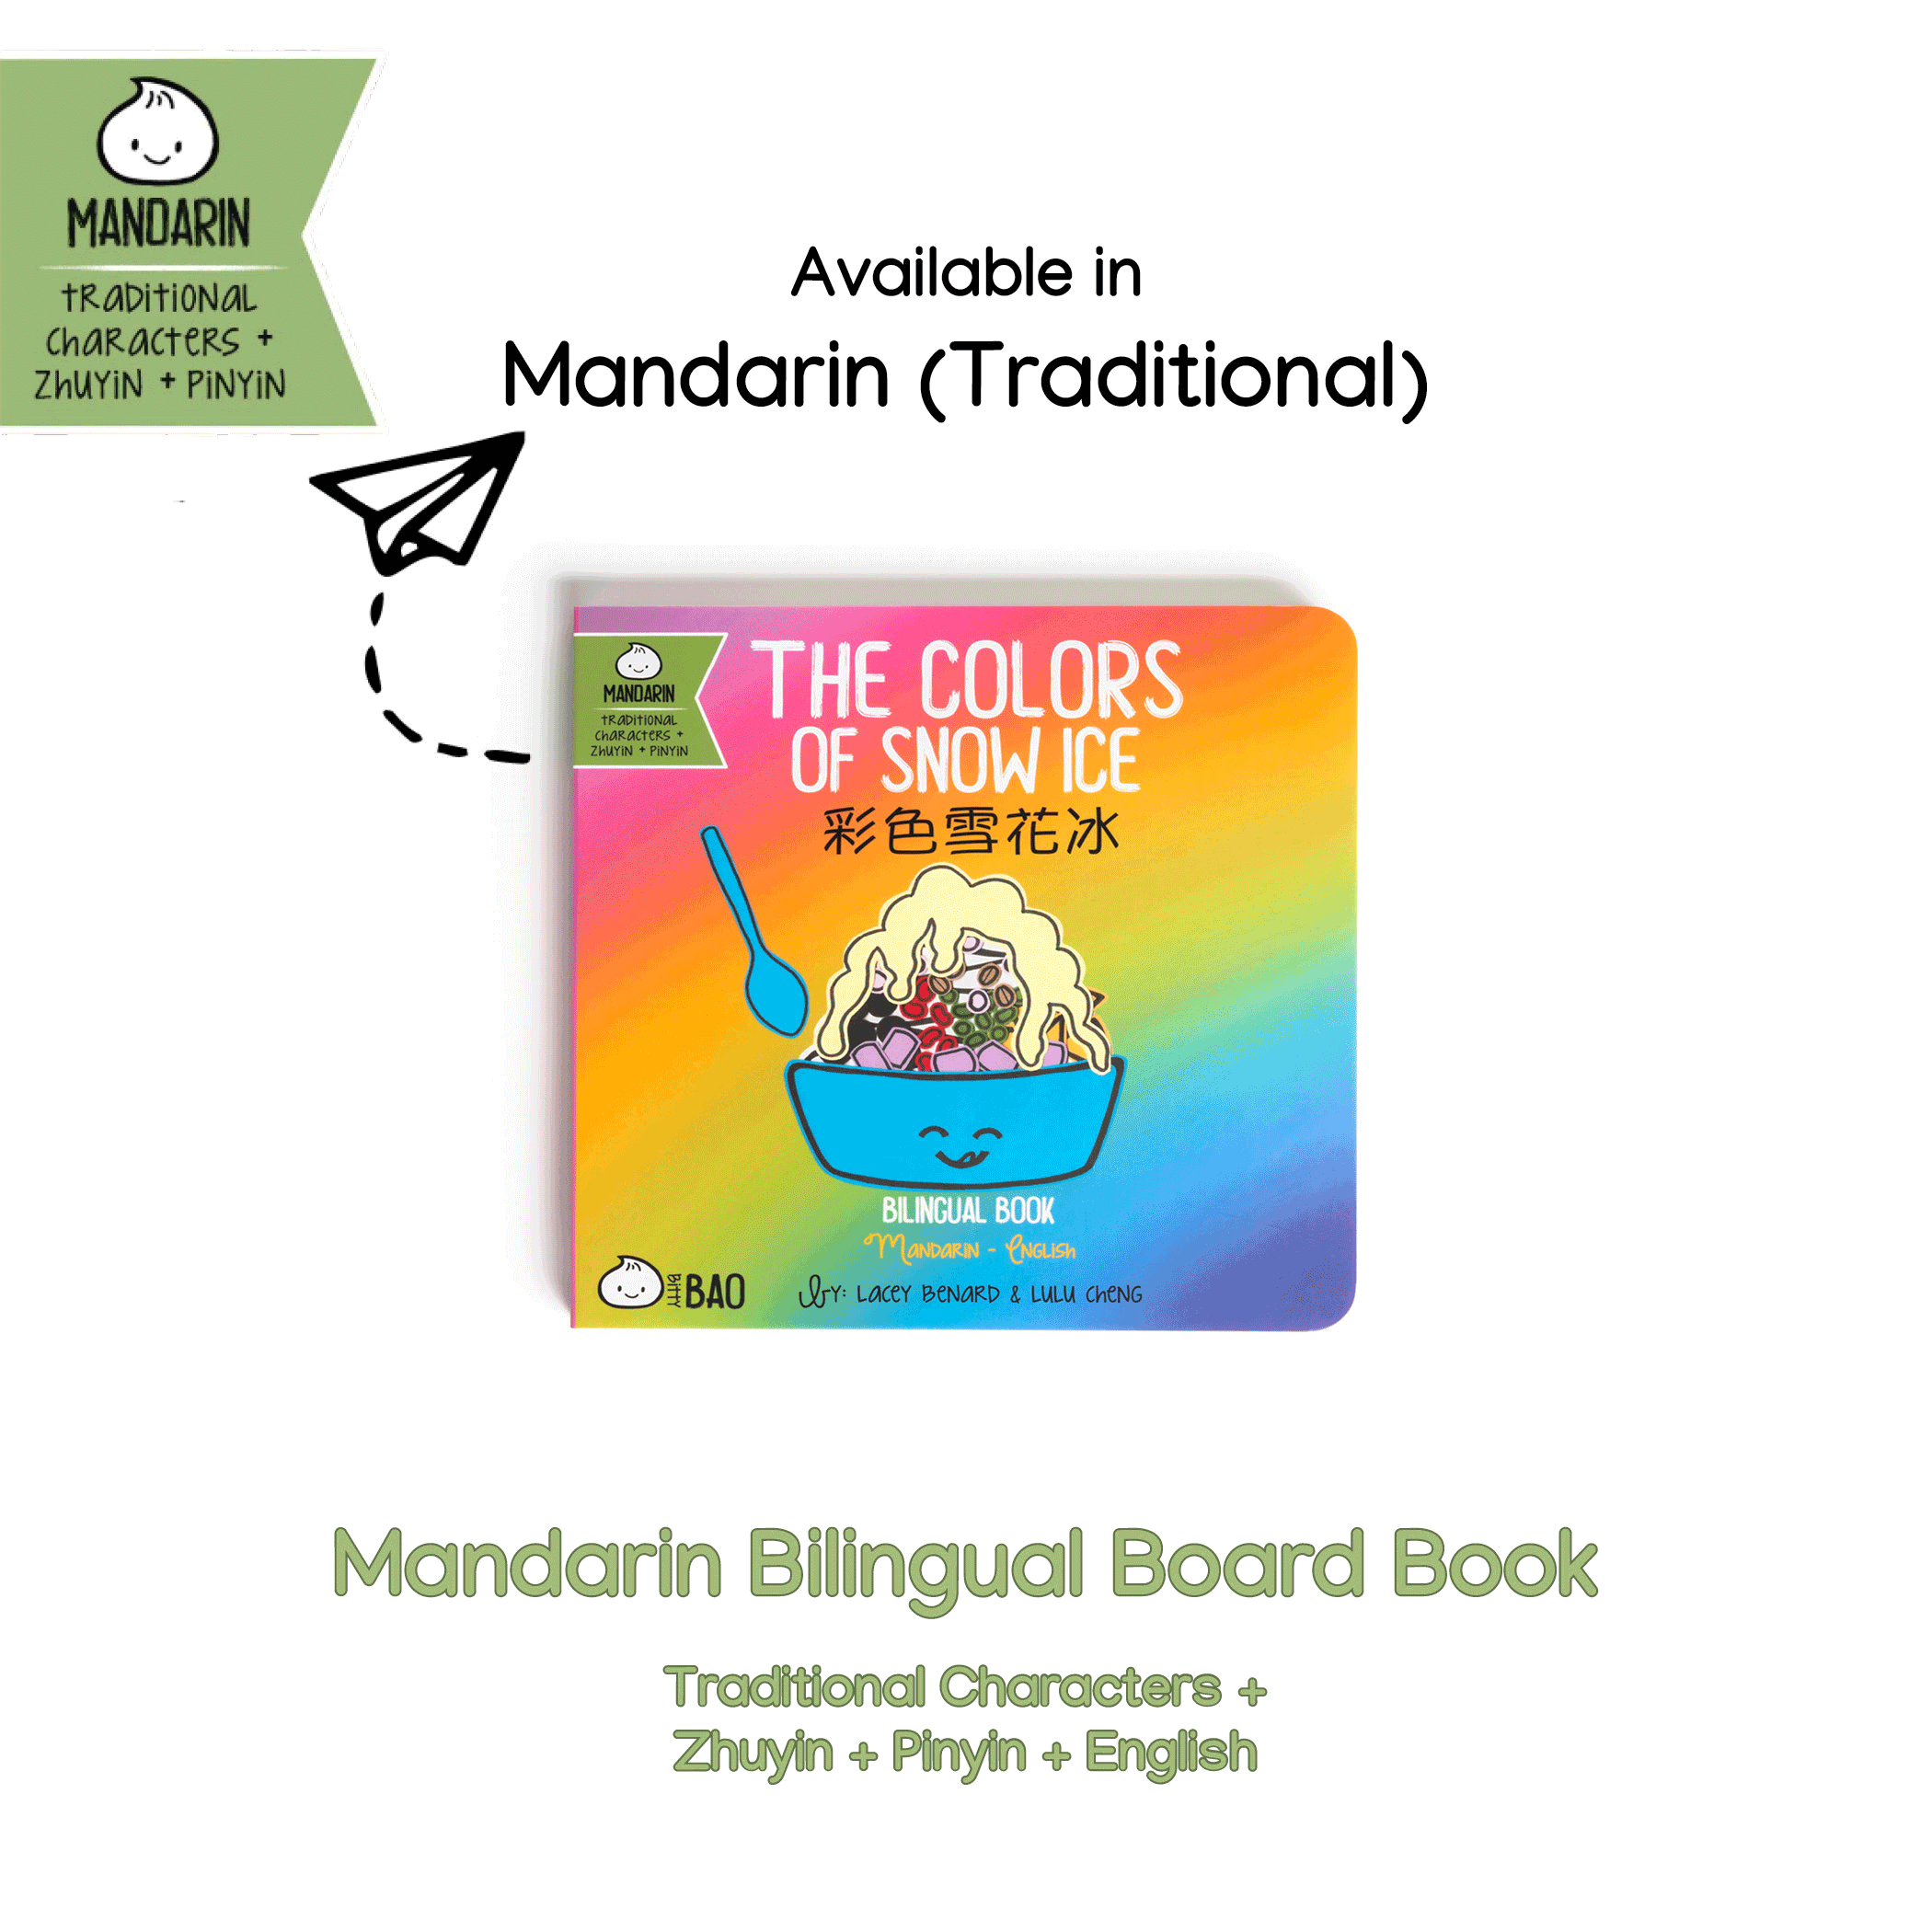 MANDARIN
tRaDitiONaL
CHaRaCteRS +
ZHUYiN + PiNYiN
Available in
Mandarin (Traditional)
MANDARIN
tRaDitiONaL
CHaRaCteRS +
ZHUYiN + PiNYiN
THE COLORS
OF SNOW ICE
彩色雪花冰
BILINGUAL BOOK
MANDARIN - ENGLiSH
Bitty BAO
BY: LACEY BENARD & LULU CHENG
Mandarin Bilingual Board Book
Traditional Characters +
Zhuyin + Pinyin + English